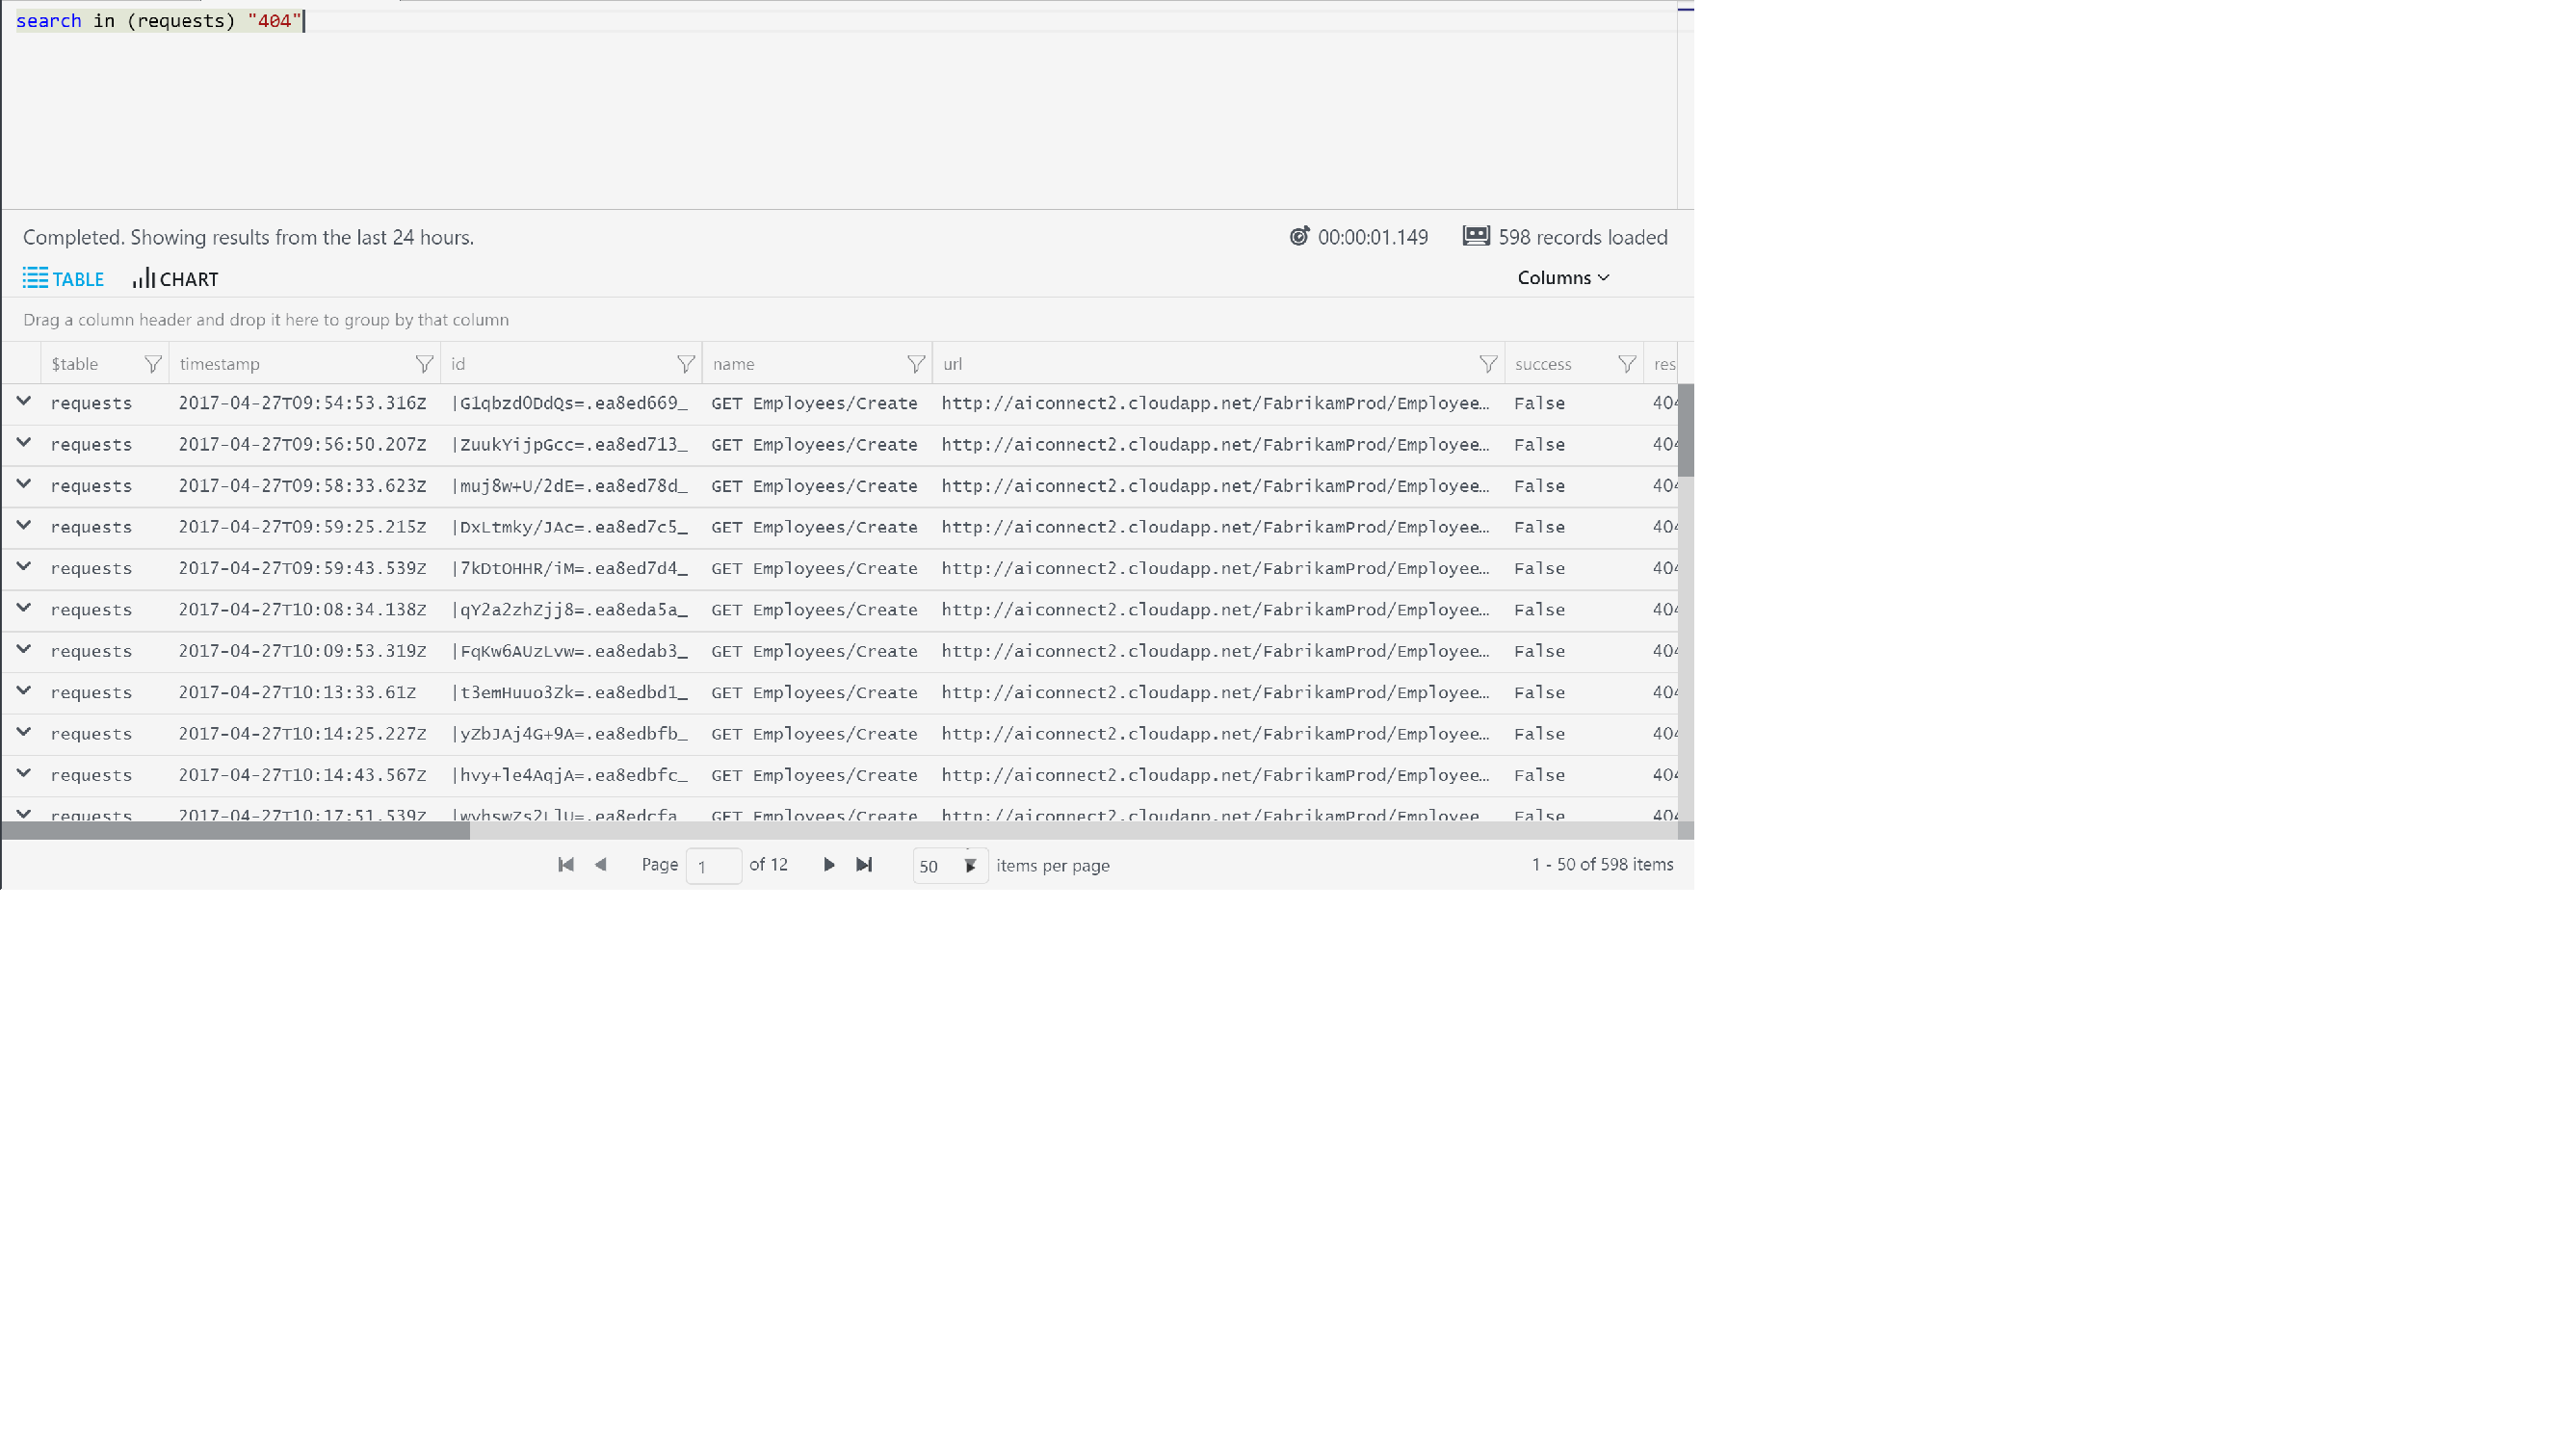 search in (requests) "404"
Completed. Showing results from the last 24 hours. 00:00:01.149 598 records loaded
TABLE CHART Columns
Drag a column header and drop it here to group by that column
$table timestamp id name url success res
requests 2017-04-27T09:54:53.316Z |G1qbzdODdQs=.ea8ed669_ GET Employees/Create http://aiconnect2.cloudapp.net/FabrikamProd/Employee… False 404
requests 2017-04-27T09:56:50.207Z |ZuukYijpGcc=.ea8ed713_ GET Employees/Create http://aiconnect2.cloudapp.net/FabrikamProd/Employee… False 404
requests 2017-04-27T09:58:33.623Z |muj8w+U/2dE=.ea8ed78d_ GET Employees/Create http://aiconnect2.cloudapp.net/FabrikamProd/Employee… False 404
requests 2017-04-27T09:59:25.215Z |DxLtmky/JAc=.ea8ed7c5_ GET Employees/Create http://aiconnect2.cloudapp.net/FabrikamProd/Employee… False 404
requests 2017-04-27T09:59:43.539Z |7kDtOHHR/iM=.ea8ed7d4_ GET Employees/Create http://aiconnect2.cloudapp.net/FabrikamProd/Employee… False 404
requests 2017-04-27T10:08:34.138Z |qY2a2zhZjj8=.ea8eda5a_ GET Employees/Create http://aiconnect2.cloudapp.net/FabrikamProd/Employee… False 404
requests 2017-04-27T10:09:53.319Z |FqKw6AUzLvw=.ea8edab3_ GET Employees/Create http://aiconnect2.cloudapp.net/FabrikamProd/Employee… False 404
requests 2017-04-27T10:13:33.61Z |t3emHuuo3Zk=.ea8edbd1_ GET Employees/Create http://aiconnect2.cloudapp.net/FabrikamProd/Employee… False 404
requests 2017-04-27T10:14:25.227Z |yZbJAj4G+9A=.ea8edbfb_ GET Employees/Create http://aiconnect2.cloudapp.net/FabrikamProd/Employee… False 404
requests 2017-04-27T10:14:43.567Z |hvy+le4AqjA=.ea8edbfc_ GET Employees/Create http://aiconnect2.cloudapp.net/FabrikamProd/Employee… False 404
requests 2017-04-27T10:17:51.539Z GET Employees/Create http://aiconnect2.cloudapp.net/FabrikamProd/Employee False 404
Page 1 of 12 50 items per page 1 - 50 of 598 items